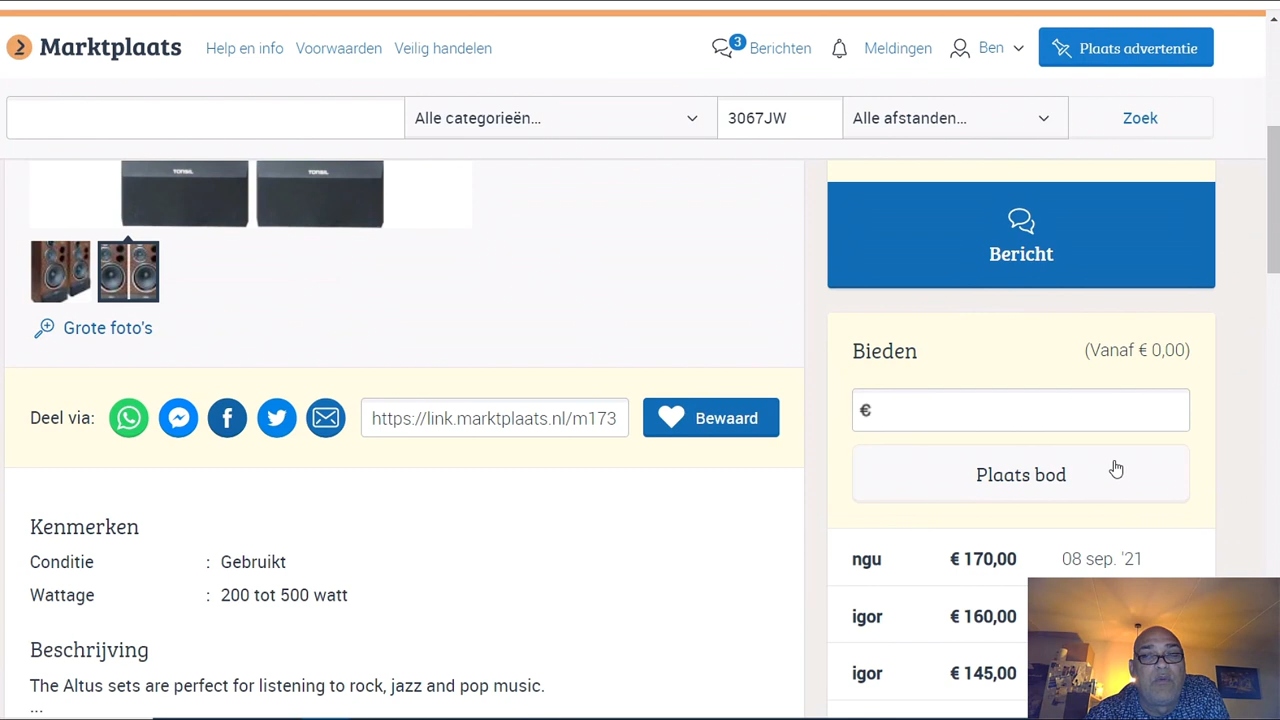 Marktplaats Help en info Voorwaarden Veilig handelen 3 Berichten Meldingen Ben Plaats advertentie
Alle categorieën... 3067JW Alle afstanden... Zoek
TONSIL TONSIL
Bericht
Grote foto's
Bieden (Vanaf € 0,00)
€
Deel via: https://link.marktplaats.nl/m173 Bewaard
Plaats bod
Kenmerken
Conditie : Gebruikt
Wattage : 200 tot 500 watt
ngu € 170,00 08 sep. '21
igor € 160,00
igor € 145,00
Beschrijving
The Altus sets are perfect for listening to rock, jazz and pop music.
...